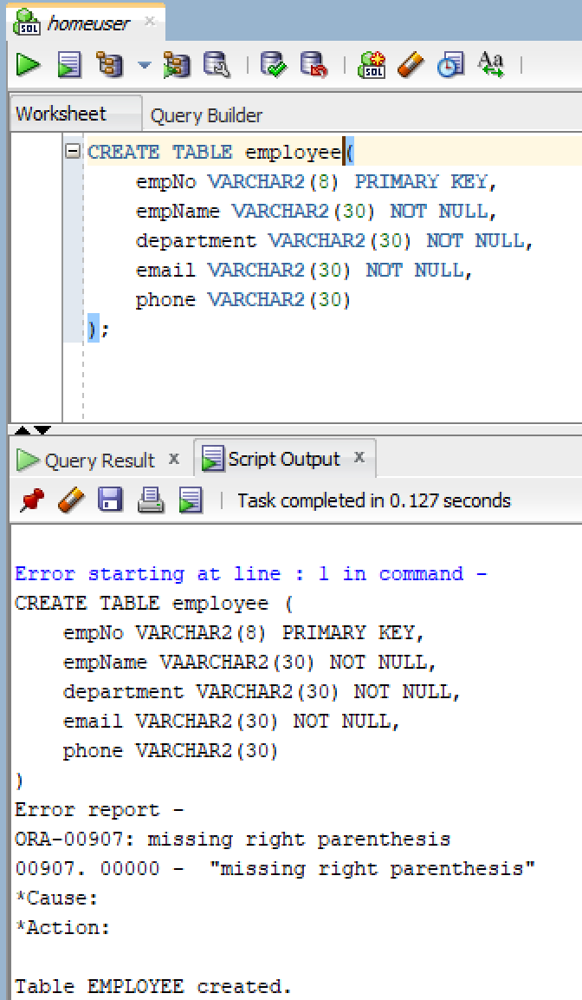 SQL homeuser ×
SQL
Worksheet Query Builder
CREATE TABLE employee(
empNo VARCHAR2(8) PRIMARY KEY,
empName VARCHAR2(30) NOT NULL,
department VARCHAR2(30) NOT NULL,
email VARCHAR2(30) NOT NULL,
phone VARCHAR2(30)
);
Query Result x Script Output x
Task completed in 0.127 seconds
Error starting at line : 1 in command -
CREATE TABLE employee (
empNo VARCHAR2(8) PRIMARY KEY,
empName VAARCHAR2(30) NOT NULL,
department VARCHAR2(30) NOT NULL,
email VARCHAR2(30) NOT NULL,
phone VARCHAR2(30)
)
Error report -
ORA-00907: missing right parenthesis
00907. 00000 - "missing right parenthesis"
*Cause:
*Action:
Table EMPLOYEE created.